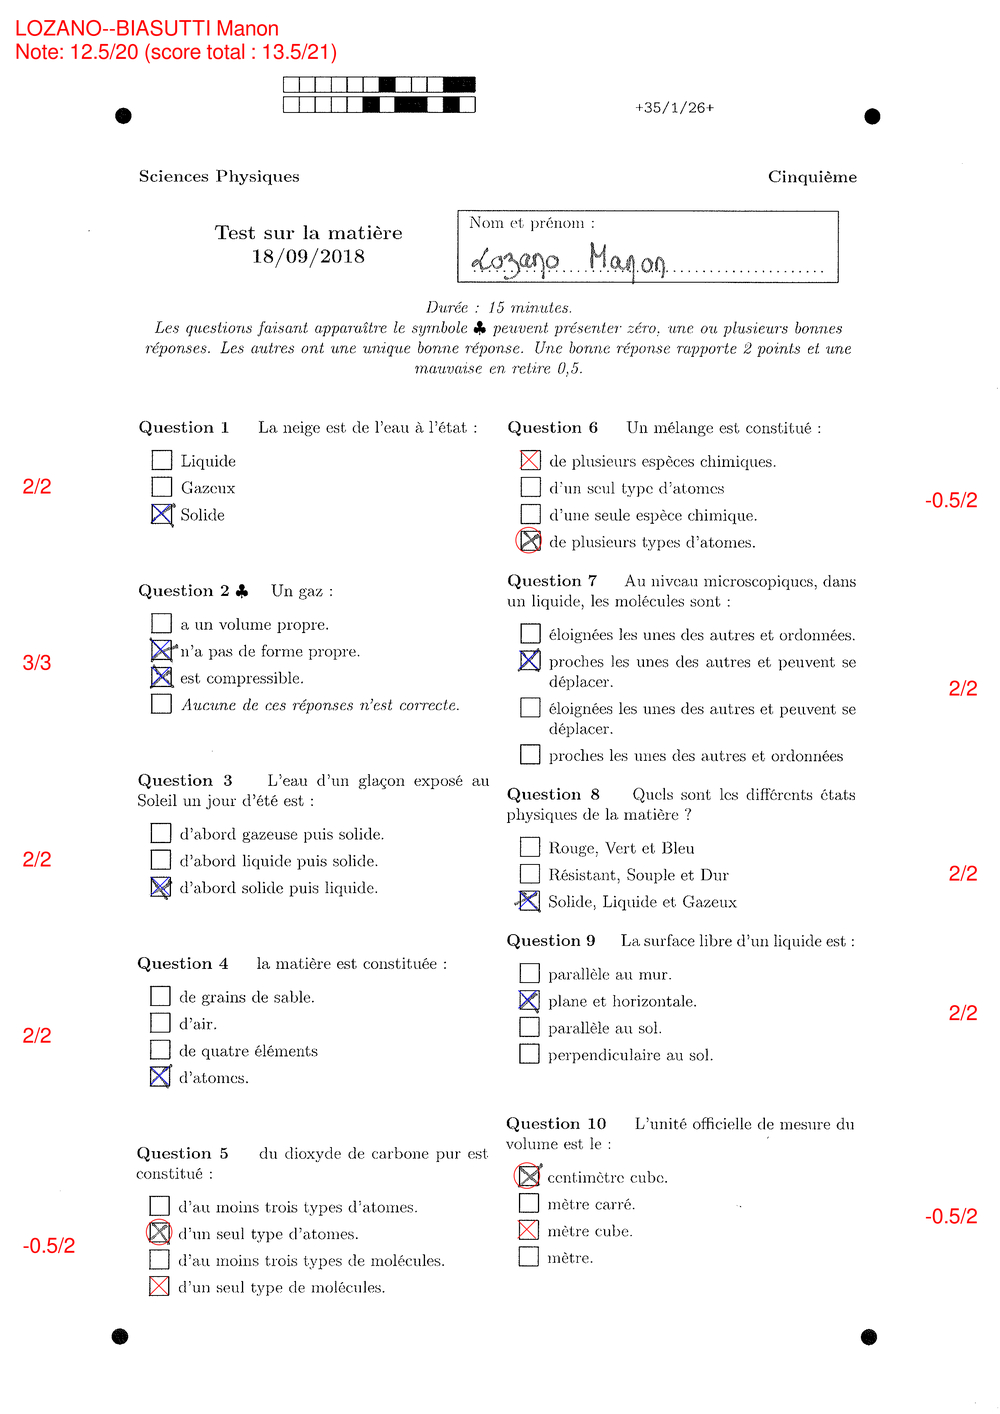 LOZANO--BIASUTTI Manon
Note: 12.5/20 (score total : 13.5/21)
+35/1/26+
Sciences Physiques
Cinquième
Test sur la matière
18/09/2018
Nom et prénom :
Lozano Manon
Durée : 15 minutes.
Les questions faisant apparaître le symbole ♣ peuvent présenter zéro, une ou plusieurs bonnes
réponses. Les autres ont une unique bonne réponse. Une bonne réponse rapporte 2 points et une
mauvaise en retire 0,5.
Question 1 La neige est de l'eau à l'état :
Liquide
2/2
Gazeux
Solide
Question 2 ♣ Un gaz :
a un volume propre.
n'a pas de forme propre.
3/3
est compressible.
Aucune de ces réponses n'est correcte.
Question 3 L'eau d'un glaçon exposé au
Soleil un jour d'été est :
d'abord gazeuse puis solide.
2/2
d'abord liquide puis solide.
d'abord solide puis liquide.
Question 4 la matière est constituée :
de grains de sable.
d'air.
2/2
de quatre éléments
d'atomes.
Question 5 du dioxyde de carbone pur est
constitué :
d'au moins trois types d'atomes.
d'un seul type d'atomes.
-0.5/2
d'au moins trois types de molécules.
d'un seul type de molécules.
Question 6 Un mélange est constitué :
de plusieurs espèces chimiques.
d'un seul type d'atomes
-0.5/2
d'une seule espèce chimique.
de plusieurs types d'atomes.
Question 7 Au niveau microscopiques, dans
un liquide, les molécules sont :
éloignées les unes des autres et ordonnées.
proches les unes des autres et peuvent se
déplacer.
2/2
éloignées les unes des autres et peuvent se
déplacer.
proches les unes des autres et ordonnées
Question 8 Quels sont les différents états
physiques de la matière ?
Rouge, Vert et Bleu
Résistant, Souple et Dur
2/2
Solide, Liquide et Gazeux
Question 9 La surface libre d'un liquide est :
parallèle au mur.
plane et horizontale.
2/2
parallèle au sol.
perpendiculaire au sol.
Question 10 L'unité officielle de mesure du
volume est le :
centimètre cube.
mètre carré.
-0.5/2
mètre cube.
mètre.